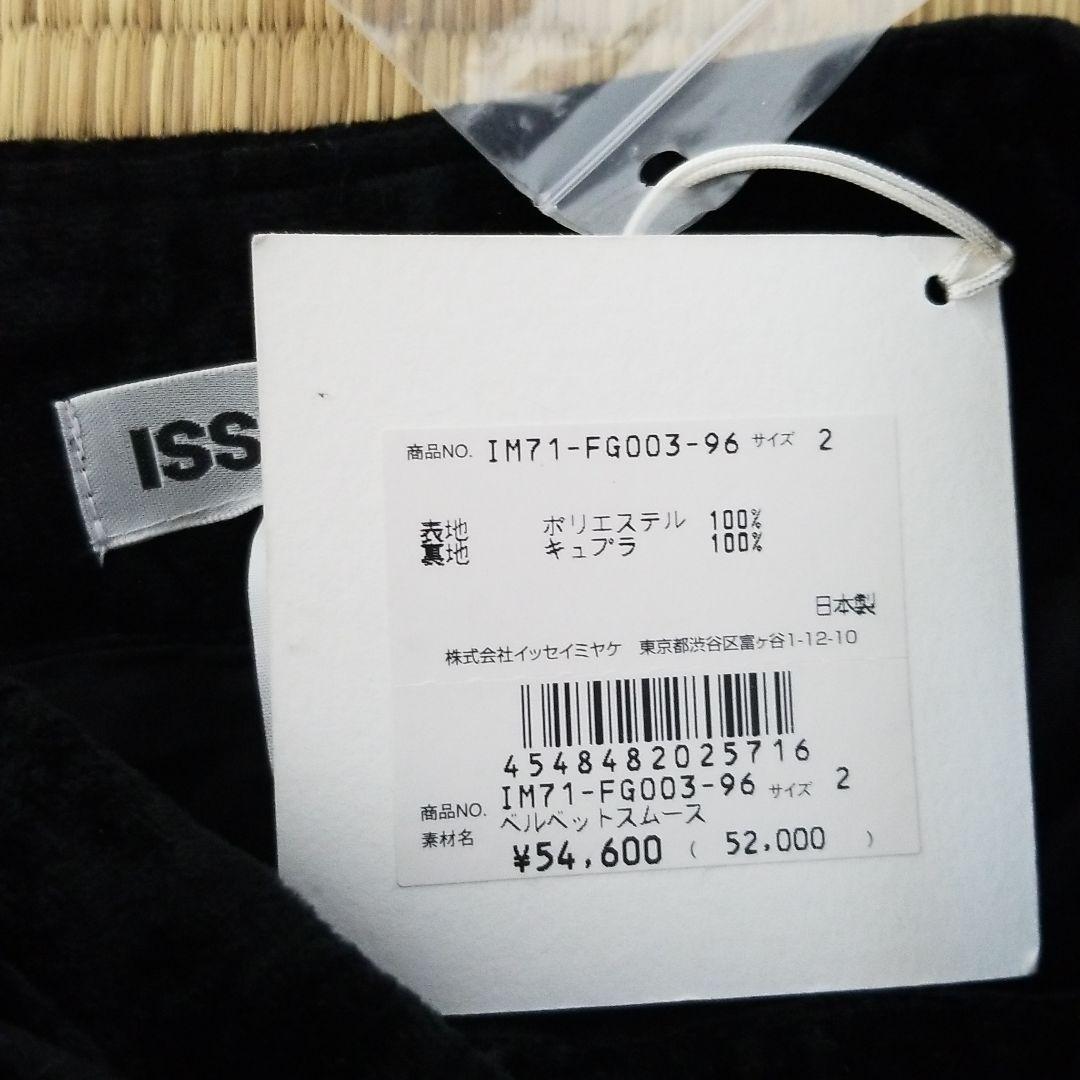 ISS
商品NO. IM71-FG003-96 サイズ 2
表地 ポリエステル 100%
裏地 キュプラ 100%
日本製
株式会社イッセイミヤケ 東京都渋谷区富ヶ谷1-12-10
4548482025716
商品NO. IM71-FG003-96 サイズ 2
素材名 ベルベットスムース
¥54,600 ( 52,000 )